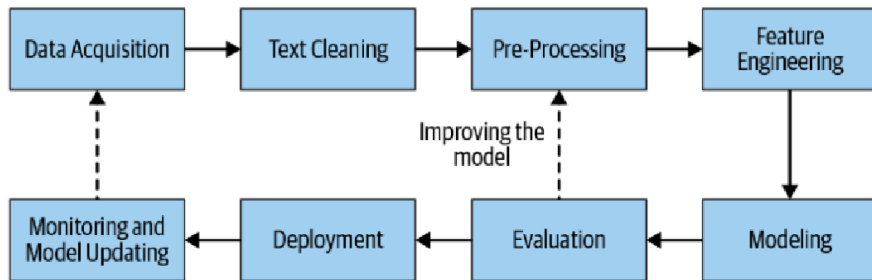 Data Acquisition
Text Cleaning
Pre-Processing
Feature
Engineering
Improving the
model
Monitoring and
Model Updating
Deployment
Evaluation
Modeling